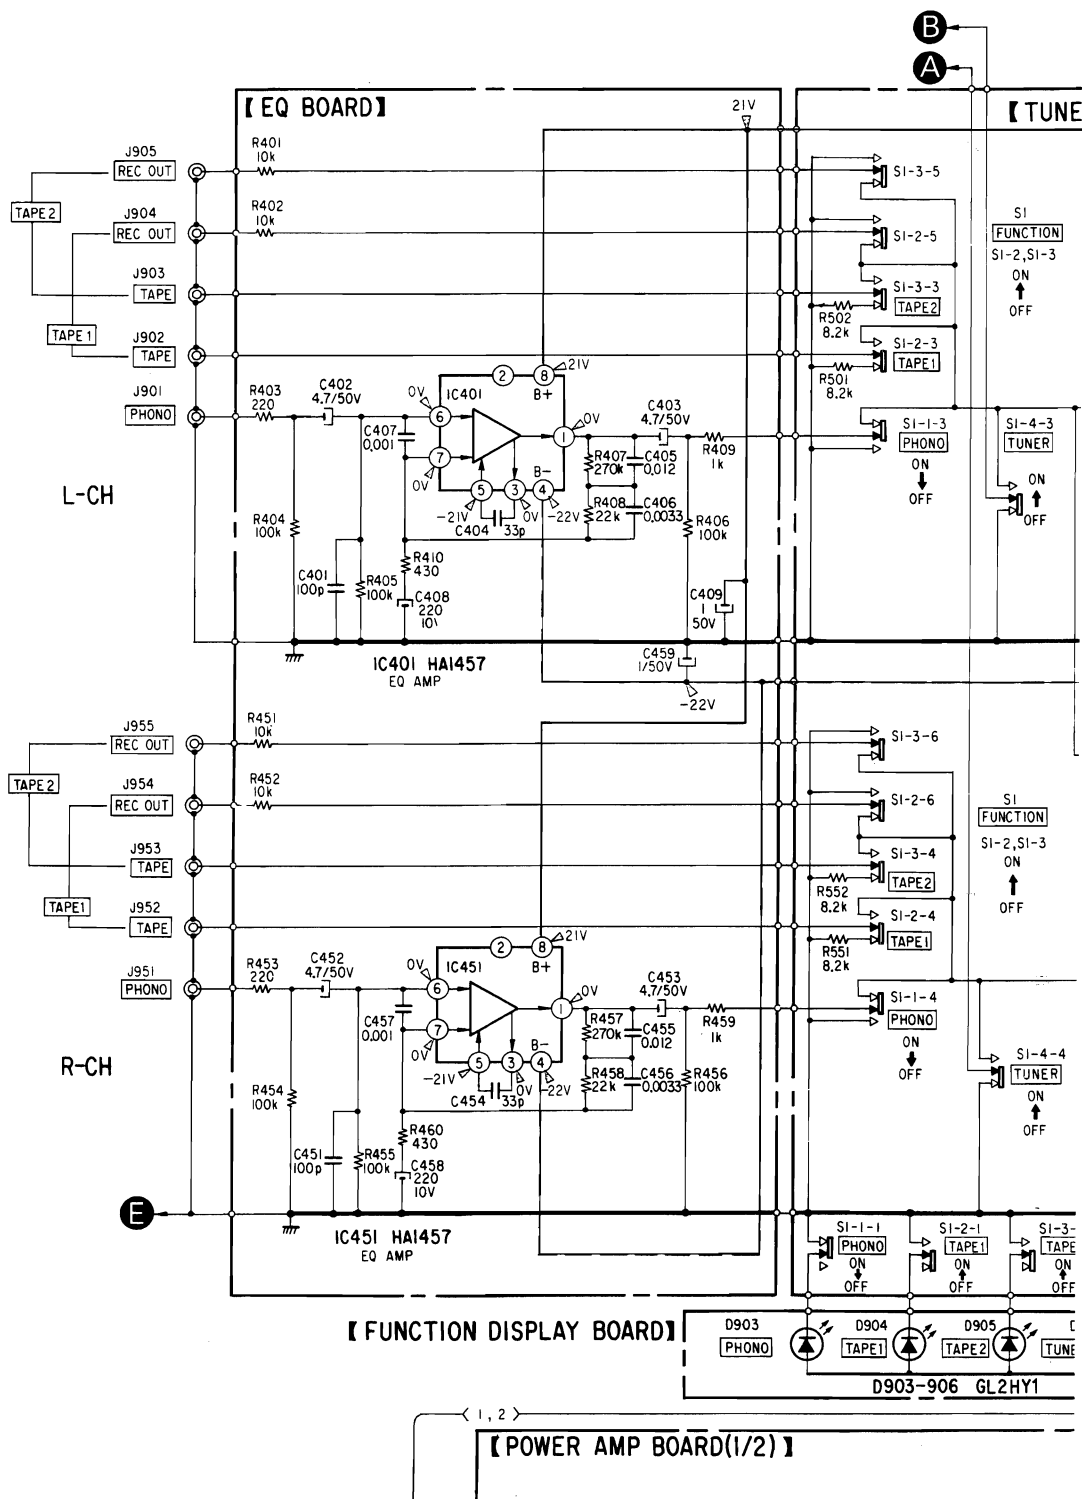 B
A
【EQ BOARD】
21V
【TUNE
J905
REC OUT
R401
10k
S1-3-5
TAPE2
J904
REC OUT
R402
10k
S1-2-5
S1
FUNCTION
S1-2,S1-3
ON
OFF
J903
TAPE
S1-3-3
TAPE2
R502
8.2k
TAPE1
J902
TAPE
S1-2-3
TAPE1
R501
8.2k
J901
PHONO
R403
220
C402
4.7/50V
0V
IC401
2
8
21V
B+
6
C407
0.001
7
0V
1
0V
C403
4.7/50V
R409
1k
S1-1-3
PHONO
ON
OFF
S1-4-3
TUNER
ON
OFF
L-CH
R407
270k
C405
0.012
B-
5
3
4
-21V
0V
-22V
C404
33p
R408
22k
C406
0.0033
R404
100k
R406
100k
R410
430
C401
100p
R405
100k
C408
220
10V
C409
1
50V
IC401 HA1457
EQ AMP
C459
1/50V
-22V
J955
REC OUT
R451
10k
S1-3-6
TAPE2
J954
REC OUT
R452
10k
S1-2-6
S1
FUNCTION
S1-2,S1-3
ON
OFF
J953
TAPE
S1-3-4
TAPE2
R552
8.2k
TAPE1
J952
TAPE
S1-2-4
TAPE1
R551
8.2k
J951
PHONO
R453
220
C452
4.7/50V
0V
IC451
2
8
21V
B+
6
C457
0.001
7
0V
1
0V
C453
4.7/50V
R459
1k
S1-1-4
PHONO
ON
OFF
R-CH
R457
270k
C455
0.012
B-
5
3
4
-21V
0V
-22V
C454
33p
R458
22k
C456
0.0033
R454
100k
R456
100k
S1-4-4
TUNER
ON
OFF
R460
430
C451
100p
R455
100k
C458
220
10V
E
IC451 HA1457
EQ AMP
S1-1-1
PHONO
ON
OFF
S1-2-1
TAPE1
ON
OFF
S1-3-
TAPE
ON
OFF
【FUNCTION DISPLAY BOARD】
D903
PHONO
D904
TAPE1
D905
TAPE2
TUNE
D903-906 GL2HY1
1, 2
【POWER AMP BOARD(1/2)】